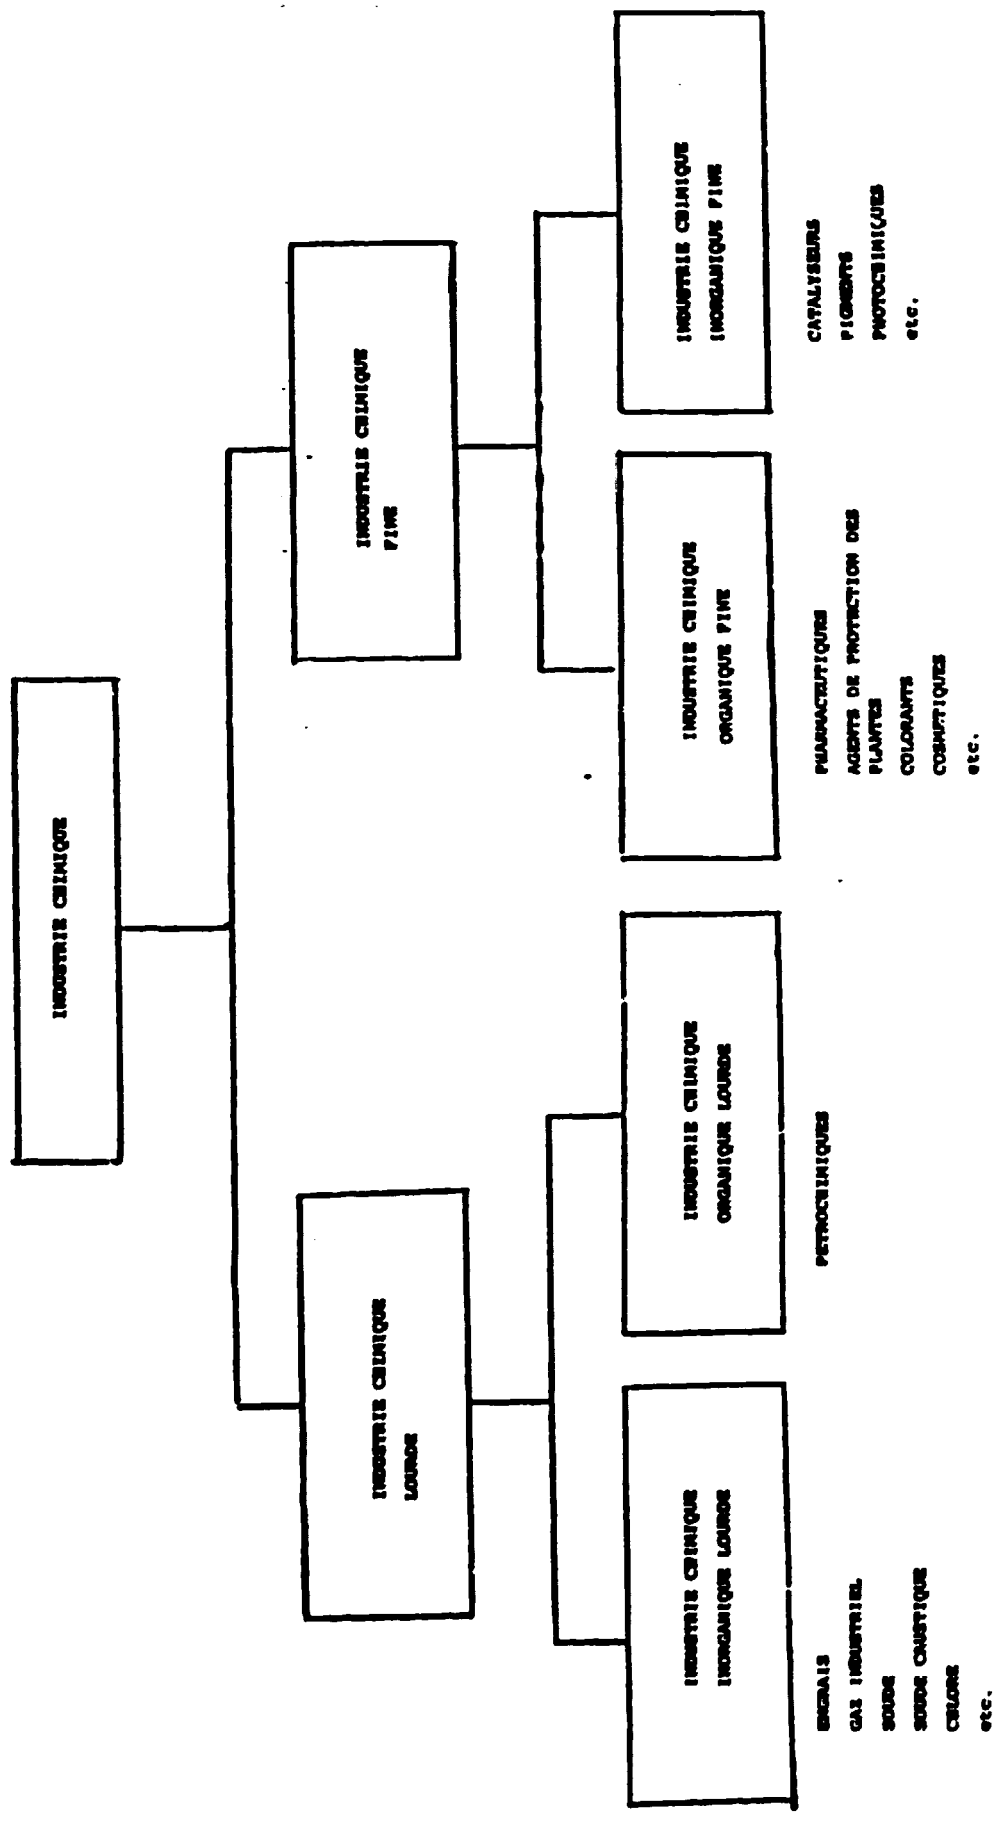 INDUSTRIE CHIMIQUE
INDUSTRIE CHIMIQUE
LOURDE
INDUSTRIE CHIMIQUE
FINE
INDUSTRIE CHIMIQUE
INORGANIQUE LOURDE
INDUSTRIE CHIMIQUE
ORGANIQUE LOURDE
INDUSTRIE CHIMIQUE
ORGANIQUE FINE
INDUSTRIE CHIMIQUE
INORGANIQUE FINE
ENGRAIS
GAZ INDUSTRIEL
SOUDE
SOUDE CAUSTIQUE
CHLORE
etc.
PETROCHIMIQUES
PHARMACEUTIQUES
AGENTS DE PROTECTION DES
PLANTES
COLORANTS
COSMETIQUES
etc.
CATALYSEURS
PIGMENTS
PHOTOCHIMIQUES
etc.